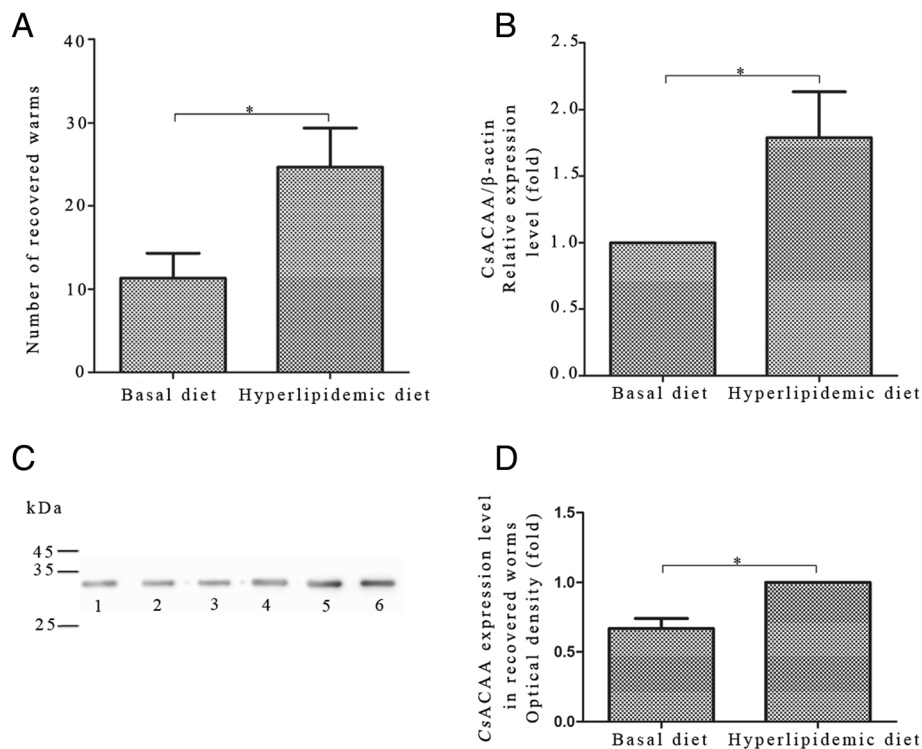 A
Number of recovered warms
40
30
20
10
0
*
Basal diet
Hyperlipidemic diet
B
CsACAA/β-actin
Relative expression
level (fold)
2.5
2.0
1.5
1.0
0.5
0.0
*
Basal diet
Hyperlipidemic diet
C
kDa
45
35
25
1 2 3 4 5 6
D
CsACAA expression level
in recovered worms
Optical density (fold)
1.5
1.0
0.5
0.0
*
Basal diet
Hyperlipidemic diet